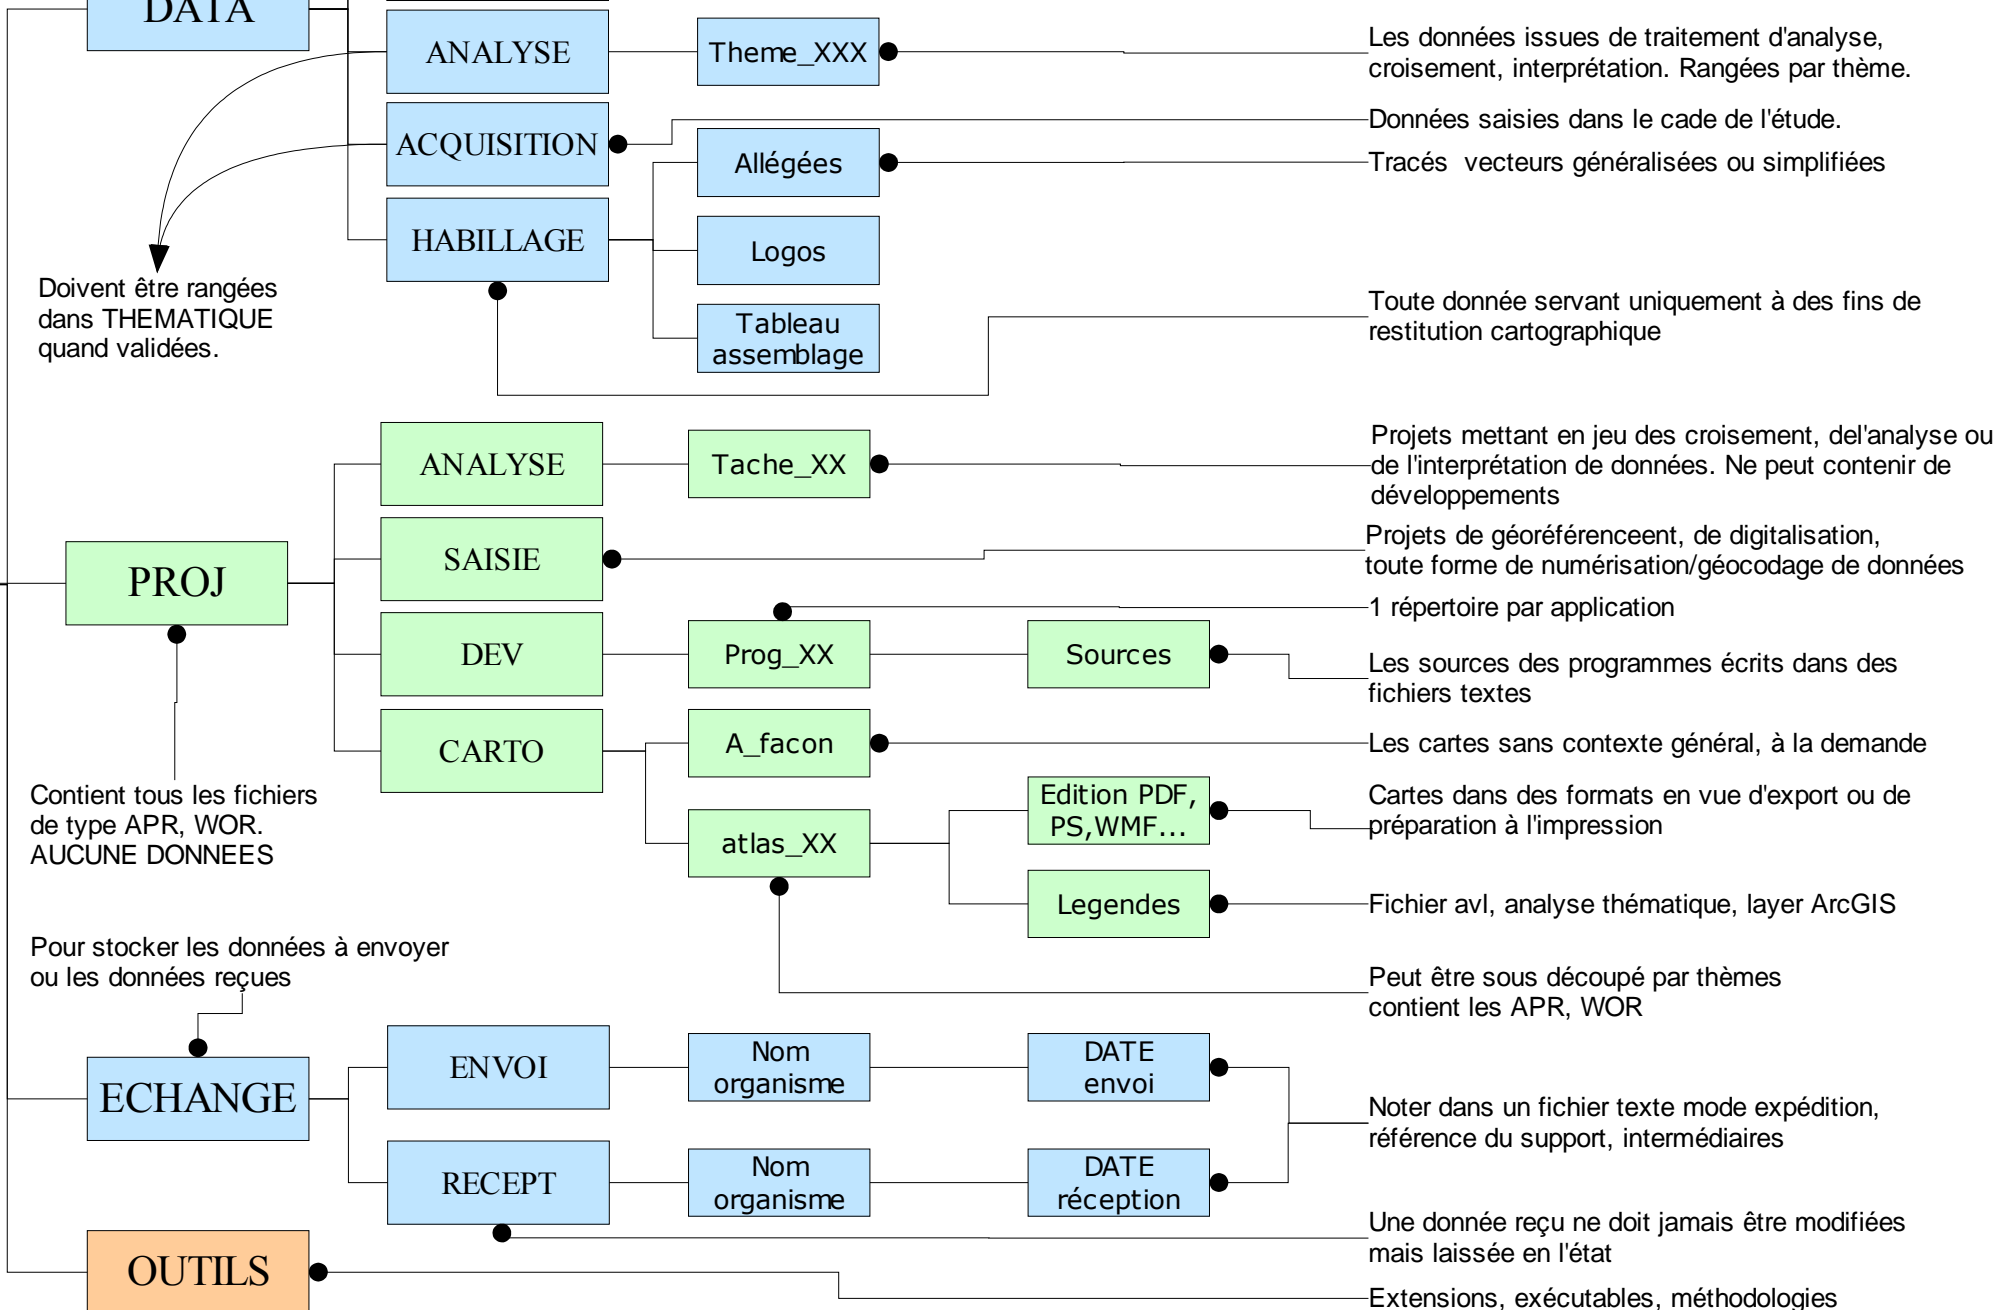 DATA
ANALYSE
Theme_XXX
Les données issues de traitement d'analyse,
croisement, interprétation. Rangées par thème.
ACQUISITION
Données saisies dans le cade de l'étude.
Allégées
Tracés  vecteurs généralisées ou simplifiées
HABILLAGE
Logos
Tableau
assemblage
Doivent être rangées
dans THEMATIQUE
quand validées.
Toute donnée servant uniquement à des fins de
restitution cartographique
PROJ
ANALYSE
Tache_XX
Projets mettant en jeu des croisement, del'analyse ou
de l'interprétation de données. Ne peut contenir de
développements
SAISIE
Projets de géoréférenceent, de digitalisation,
toute forme de numérisation/géocodage de données
1 répertoire par application
DEV
Prog_XX
Sources
Les sources des programmes écrits dans des
fichiers textes
CARTO
A_facon
Les cartes sans contexte général, à la demande
Contient tous les fichiers
de type APR, WOR.
AUCUNE DONNEES
atlas_XX
Edition PDF,
PS,WMF...
Cartes dans des formats en vue d'export ou de
préparation à l'impression
Legendes
Fichier avl, analyse thématique, layer ArcGIS
Peut être sous découpé par thèmes
contient les APR, WOR
Pour stocker les données à envoyer
ou les données reçues
ECHANGE
ENVOI
Nom
organisme
DATE
envoi
Noter dans un fichier texte mode expédition,
référence du support, intermédiaires
RECEPT
Nom
organisme
DATE
réception
Une donnée reçu ne doit jamais être modifiées
mais laissée en l'état
OUTILS
Extensions, exécutables, méthodologies